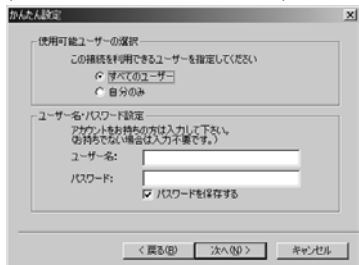 かんたん設定
使用可能ユーザーの選択
この接続を利用できるユーザーを指定してください
すべてのユーザー
自分のみ
ユーザー名・パスワード設定
アカウントをお持ちの方は入力して下さい。
(お持ちでない場合は入力不要です。)
ユーザー名:
パスワード:
パスワードを保存する
< 戻る(B)
次へ(N) >
キャンセル